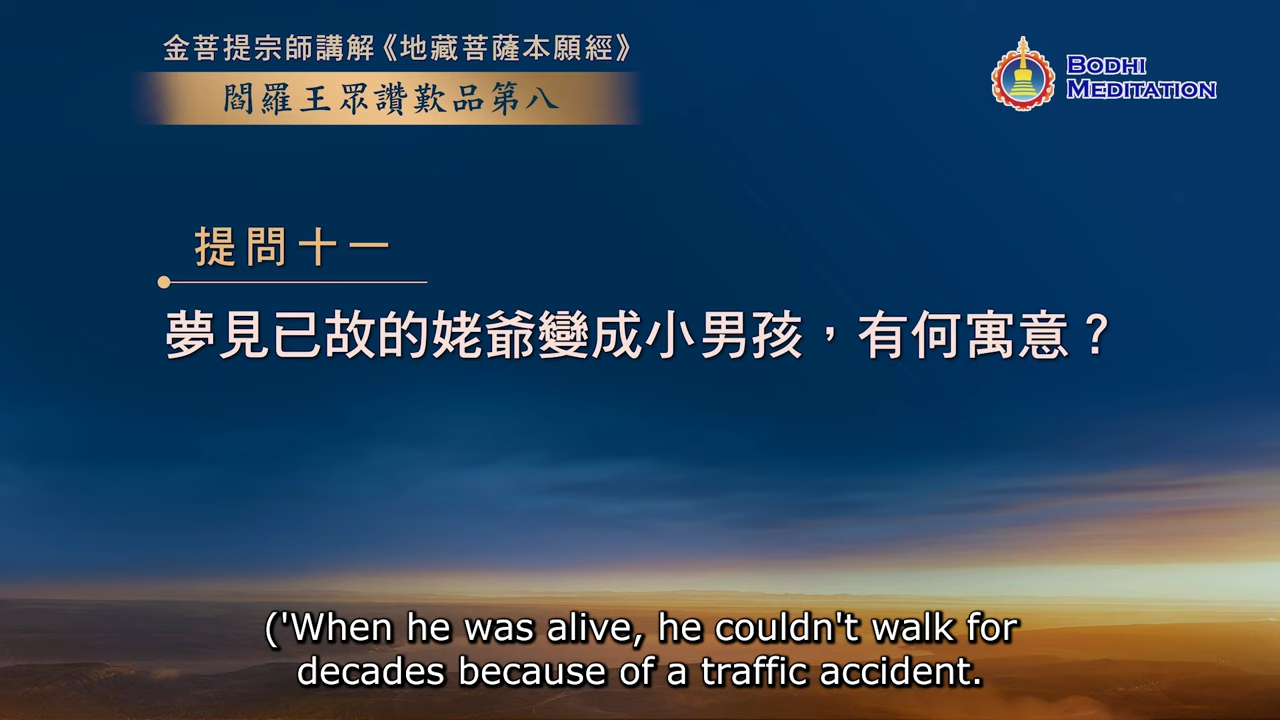 金菩提宗師講解《地藏菩薩本願經》
閻羅王眾讚歎品第八
BODHI
MEDITATION
提問十一
夢見已故的姥爺變成小男孩，有何寓意？
('When he was alive, he couldn't walk for
decades because of a traffic accident.